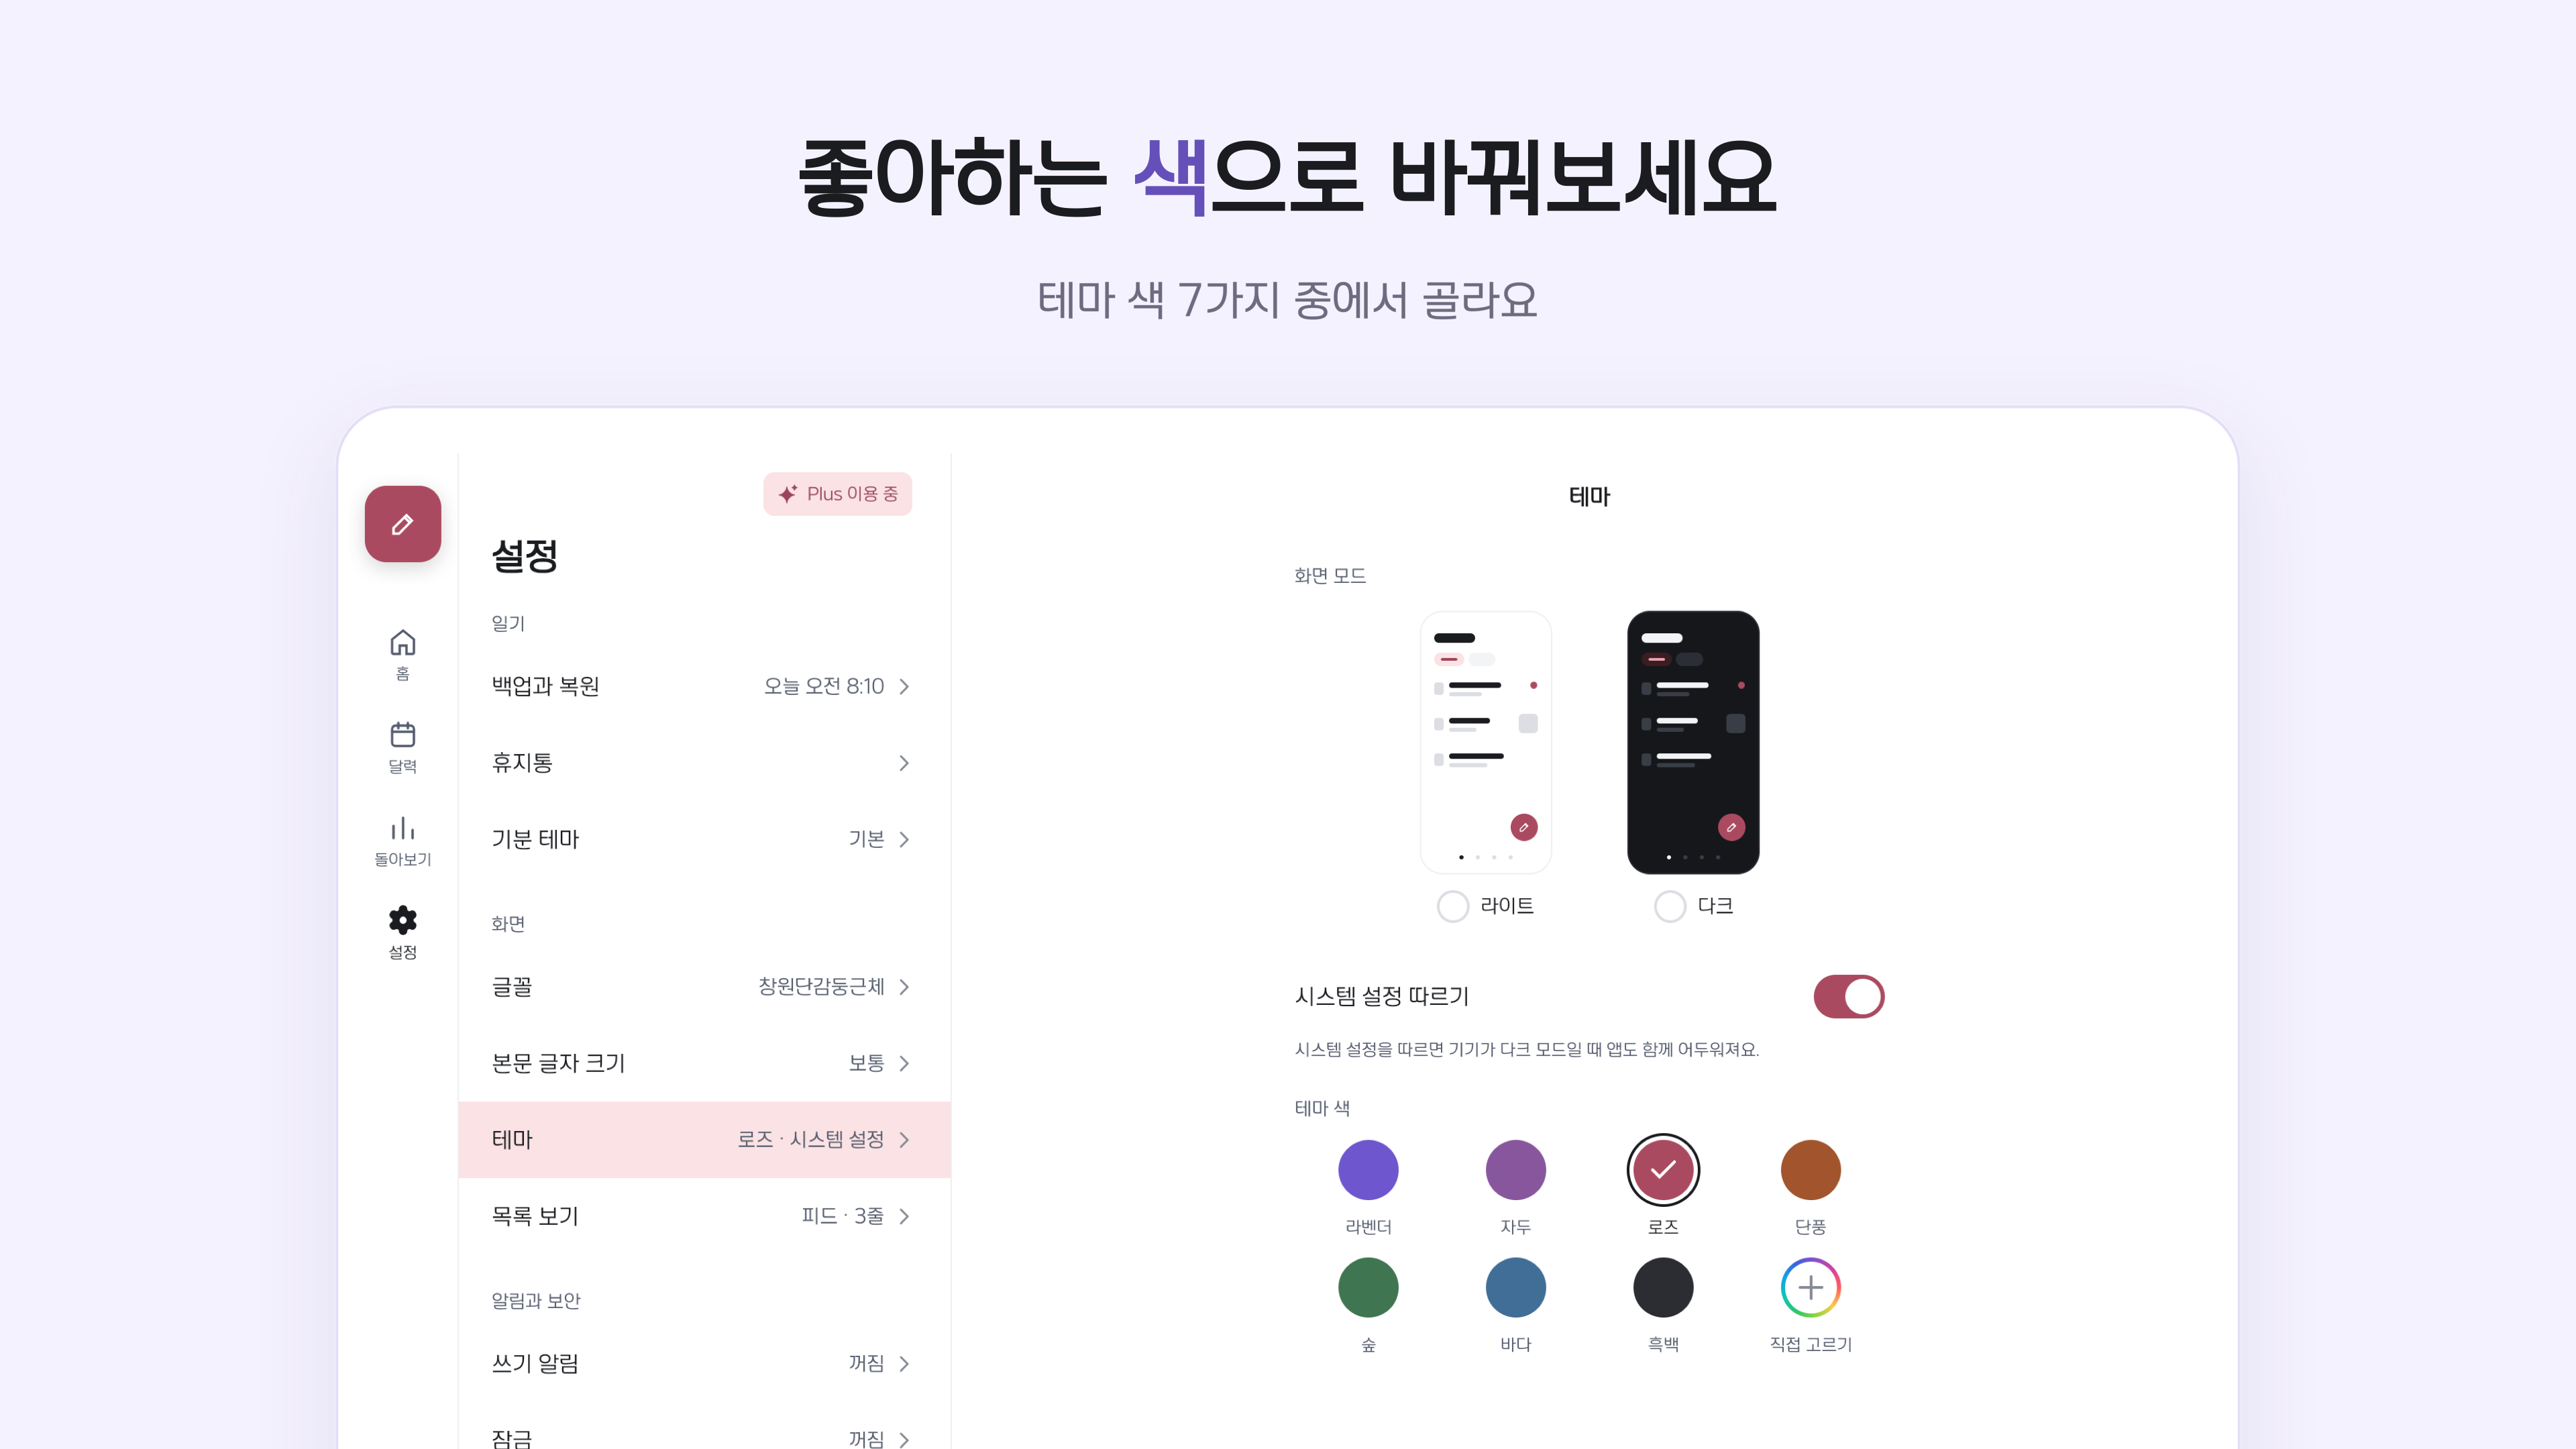 좋아하는 색으로 바꿔보세요
테마 색 7가지 중에서 골라요
홈
달력
돌아보기
설정
Plus 이용 중
설정
일기
백업과 복원 오늘 오전 8:10
휴지통
기분 테마 기본
화면
글꼴 창원단감둥근체
본문 글자 크기 보통
테마 로즈 · 시스템 설정
목록 보기 피드 · 3줄
알림과 보안
쓰기 알림 꺼짐
잠금 꺼짐
테마
화면 모드
라이트 다크
시스템 설정 따르기
시스템 설정을 따르면 기기가 다크 모드일 때 앱도 함께 어두워져요.
테마 색
라벤더 자두 로즈 단풍
숲 바다 흑백 직접 고르기